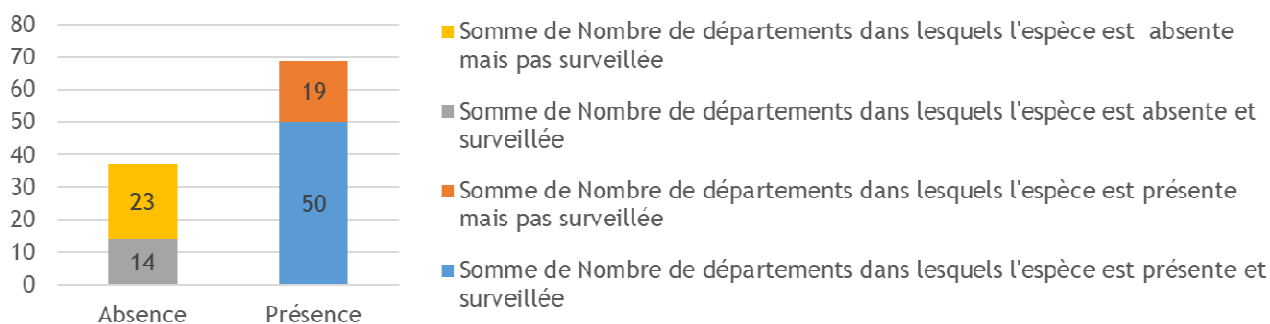 80
70
60
50
40
30
20
10
0
23
14
19
50
Absence
Présence
Somme de Nombre de départements dans lesquels l'espèce est  absente
mais pas surveillée
Somme de Nombre de départements dans lesquels l'espèce est absente et
surveillée
Somme de Nombre de départements dans lesquels l'espèce est présente
mais pas surveillée
Somme de Nombre de départements dans lesquels l'espèce est présente et
surveillée